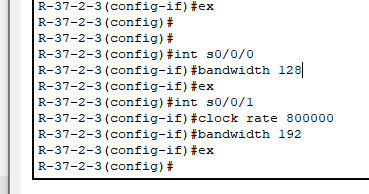 R-37-2-3(config-if)#ex
R-37-2-3(config)#
R-37-2-3(config)#
R-37-2-3(config)#int s0/0/0
R-37-2-3(config-if)#bandwidth 128
R-37-2-3(config-if)#ex
R-37-2-3(config)#int s0/0/1
R-37-2-3(config-if)#clock rate 800000
R-37-2-3(config-if)#bandwidth 192
R-37-2-3(config-if)#ex
R-37-2-3(config)#